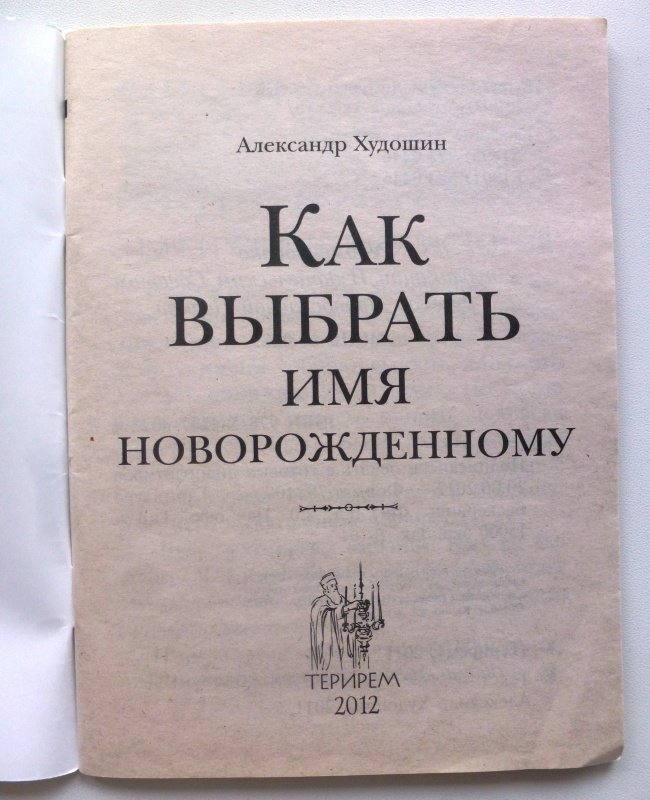 Александр Худошин
Как
выбрать
имя
новорожденному
ТЕРИРЕМ
2012